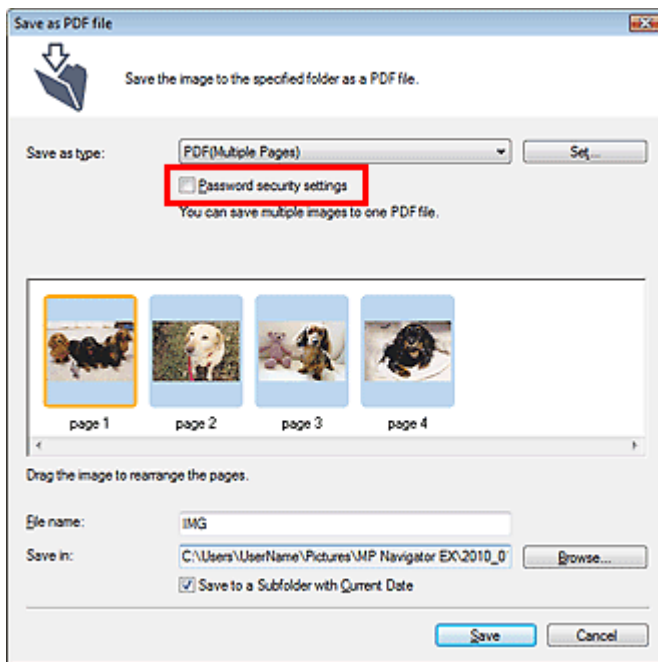 Save as PDF file
Save the image to the specified folder as a PDF file.
Save as type:
PDF(Multiple Pages)
Set...
Password security settings
You can save multiple images to one PDF file.
page 1
page 2
page 3
page 4
Drag the image to rearrange the pages.
File name:
IMG
Save in:
C:\Users\UserName\Pictures\MP Navigator EX\2010_0
Browse...
Save to a Subfolder with Current Date
Save
Cancel